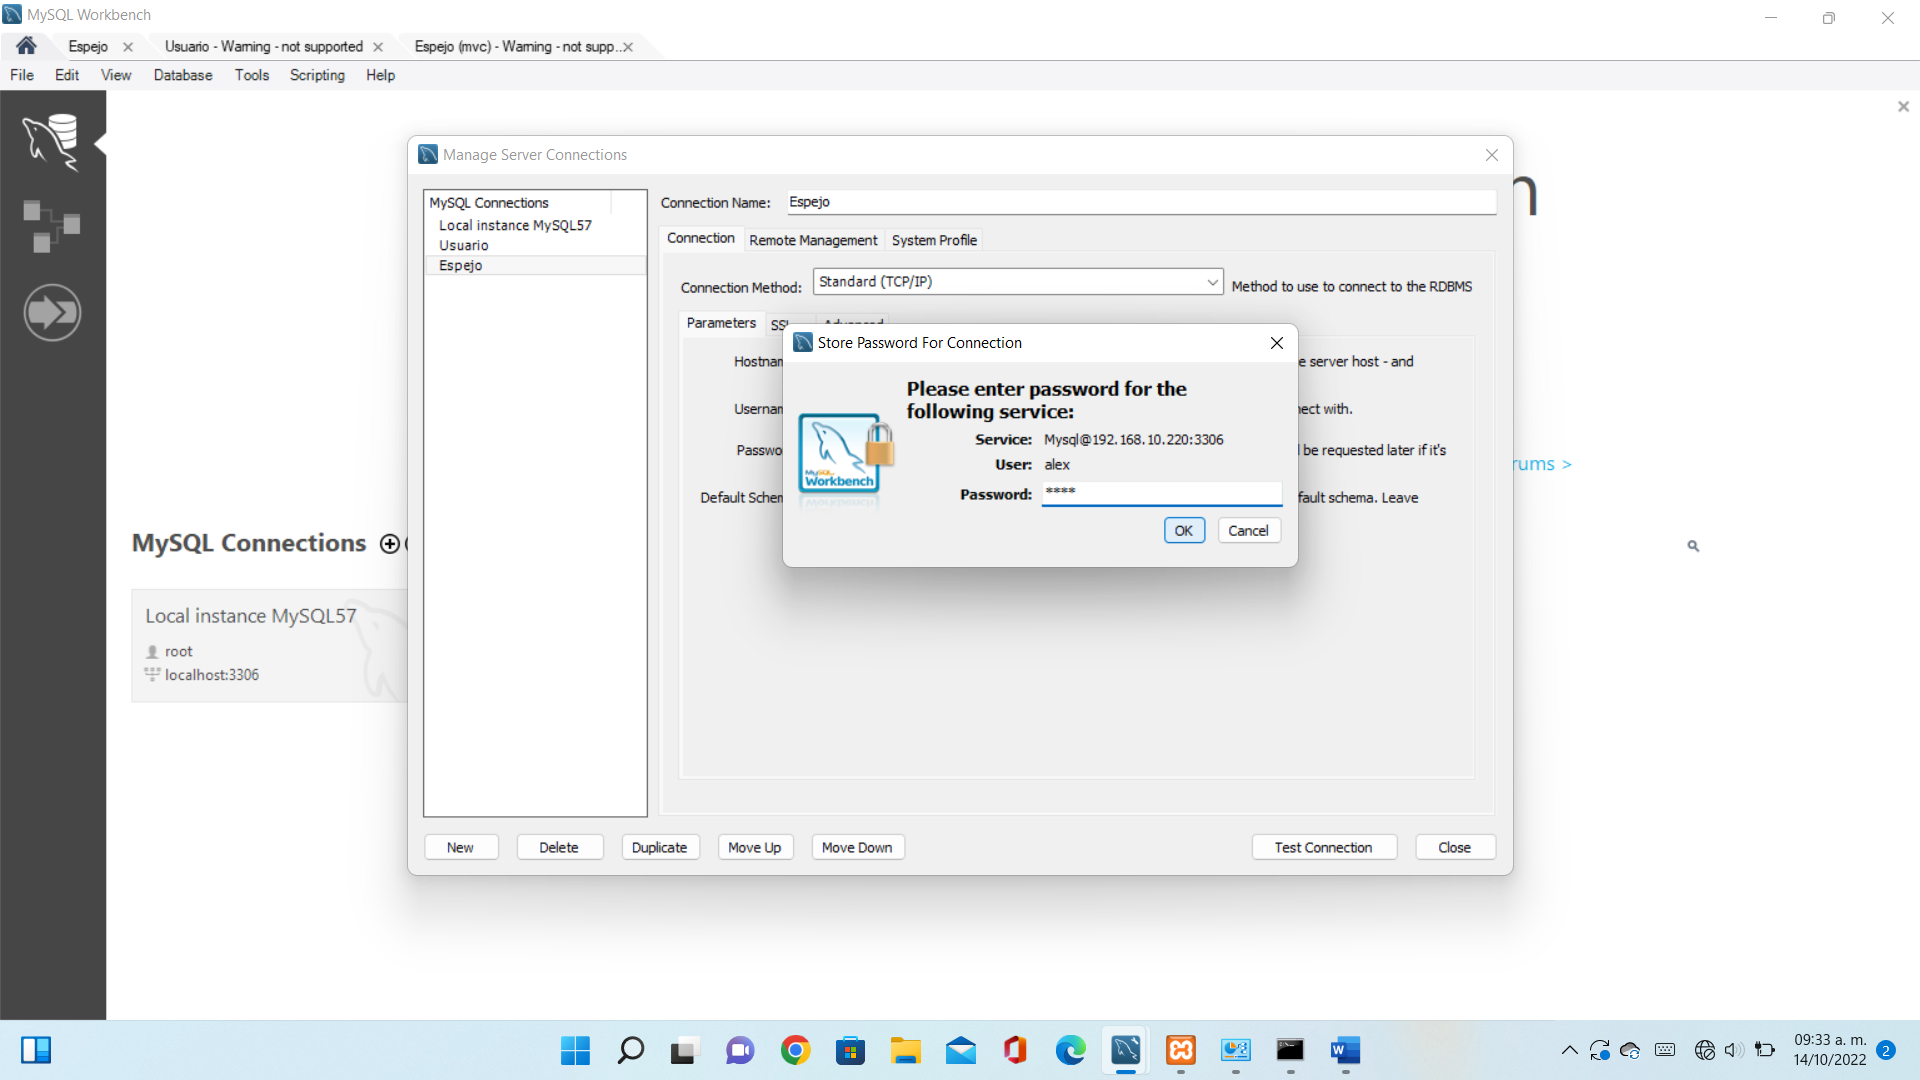 MySQL Workbench
Espejo
Usuario - Warning - not supported
Espejo (mvc) - Warning - not supp..
File Edit View Database Tools Scripting Help
Manage Server Connections
MySQL Connections
Local instance MySQL57
Usuario
Espejo
Connection Name: Espejo
Connection Remote Management System Profile
Connection Method: Standard (TCP/IP) Method to use to connect to the RDBMS
Parameters
Store Password For Connection
Please enter password for the
following service:
Service: Mysql@192.168.10.220:3306
User: alex
Password: ****
OK Cancel
MySQL
Workbench
e server host - and
ect with.
be requested later if it's
Default
fault schema. Leave
rums >
MySQL Connections
Local instance MySQL57
root
localhost:3306
New Delete Duplicate Move Up Move Down Test Connection Close
09:33 a. m.
14/10/2022
2